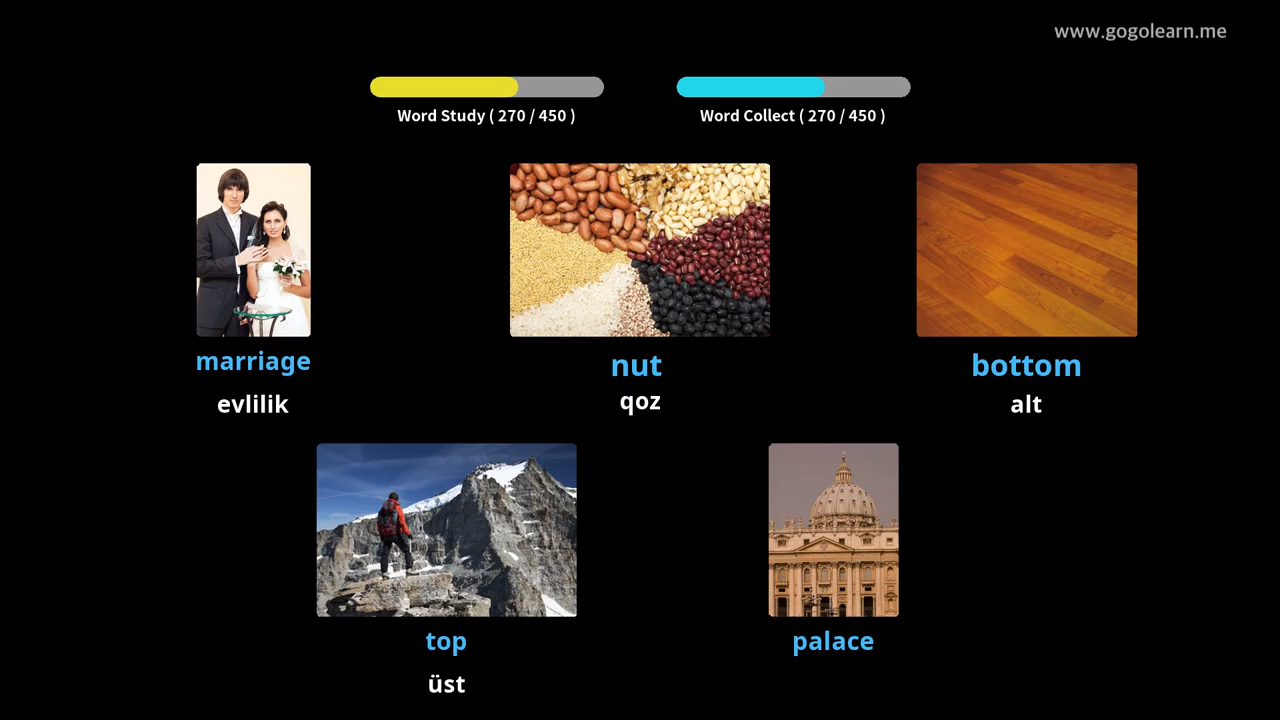 www.gogolearn.me
Word Study ( 270 / 450 )
Word Collect ( 270 / 450 )
marriage
evlilik
nut
qoz
bottom
alt
top
üst
palace